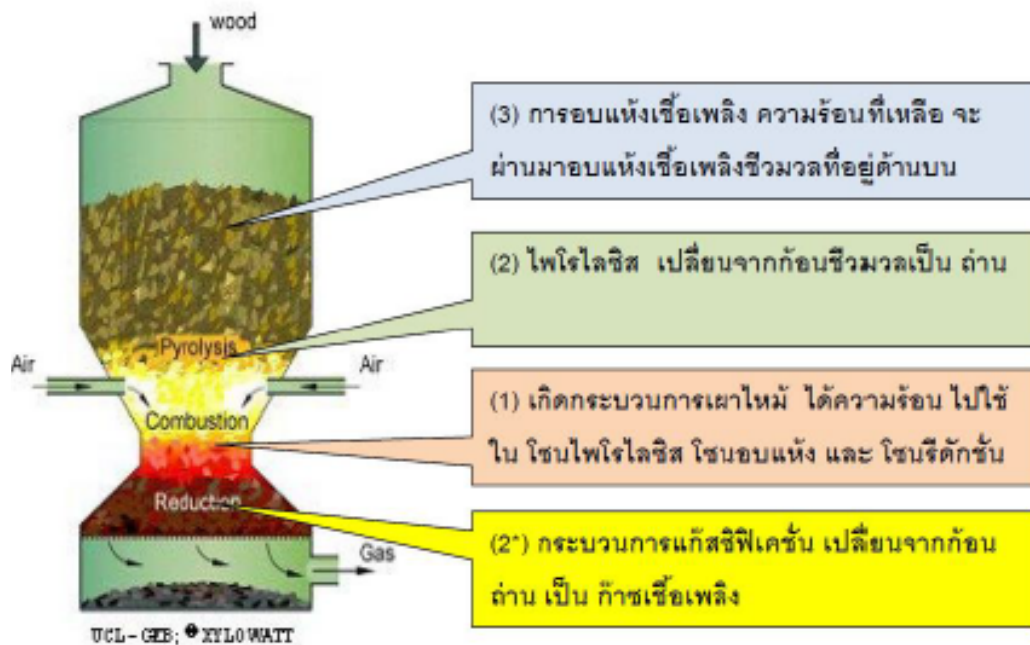 wood
(3) การอบแห้งเชื้อเพลิง ความร้อนที่เหลือ จะ
ผ่านมาอบแห้งเชื้อเพลิงชีวมวลที่อยู่ด้านบน
(2) ไพโรไลซิส เปลี่ยนจากก้อนชีวมวลเป็น ถ่าน
Pyrolysis
Air
Air
(1) เกิดกระบวนการเผาไหม้ ได้ความร้อน ไปใช้
ใน โซนไพโรไลซิส โซนอบแห้ง และ โซนรีดักชั่น
Combustion
Reduction
(2*) กระบวนการแก๊สซิฟิเคชั่น เปลี่ยนจากก้อน
ถ่าน เป็น ก๊าซเชื้อเพลิง
Gas
UCL-GEB; XYLOWATT